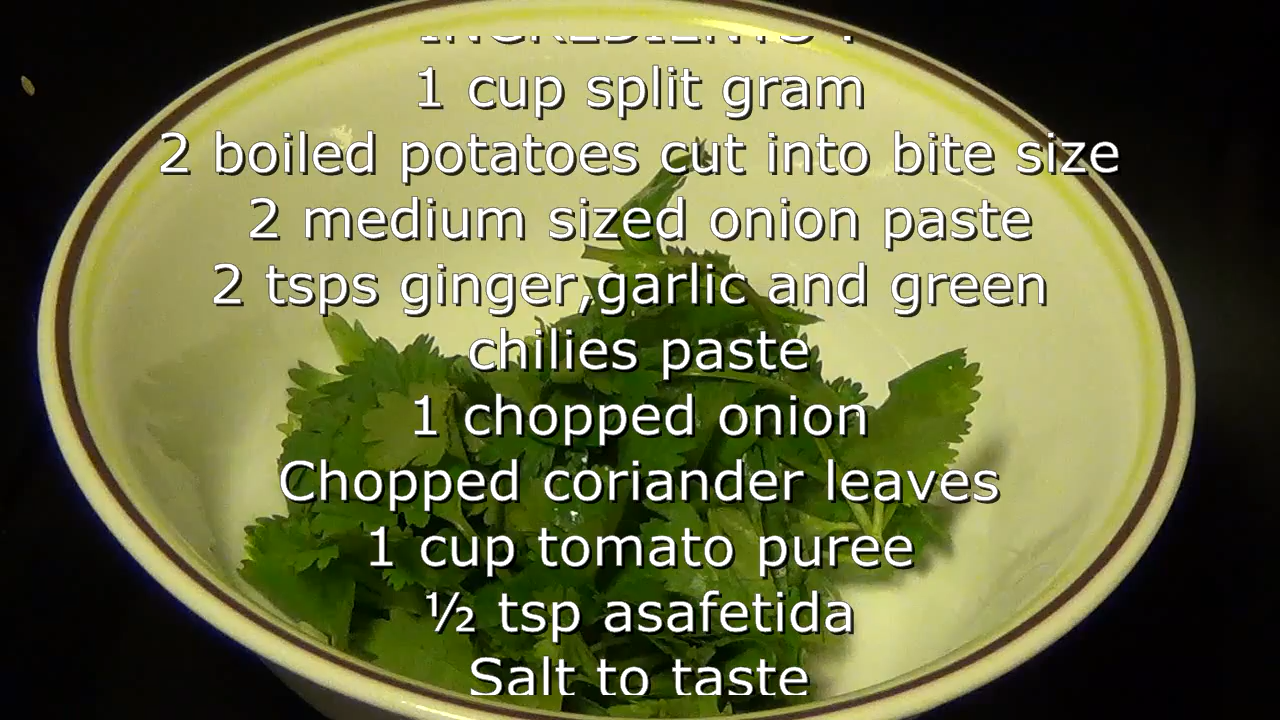 INGREDIENTS :
1 cup split gram
2 boiled potatoes cut into bite size
2 medium sized onion paste
2 tsps ginger,garlic and green
chilies paste
1 chopped onion
Chopped coriander leaves
1 cup tomato puree
½ tsp asafetida
Salt to taste